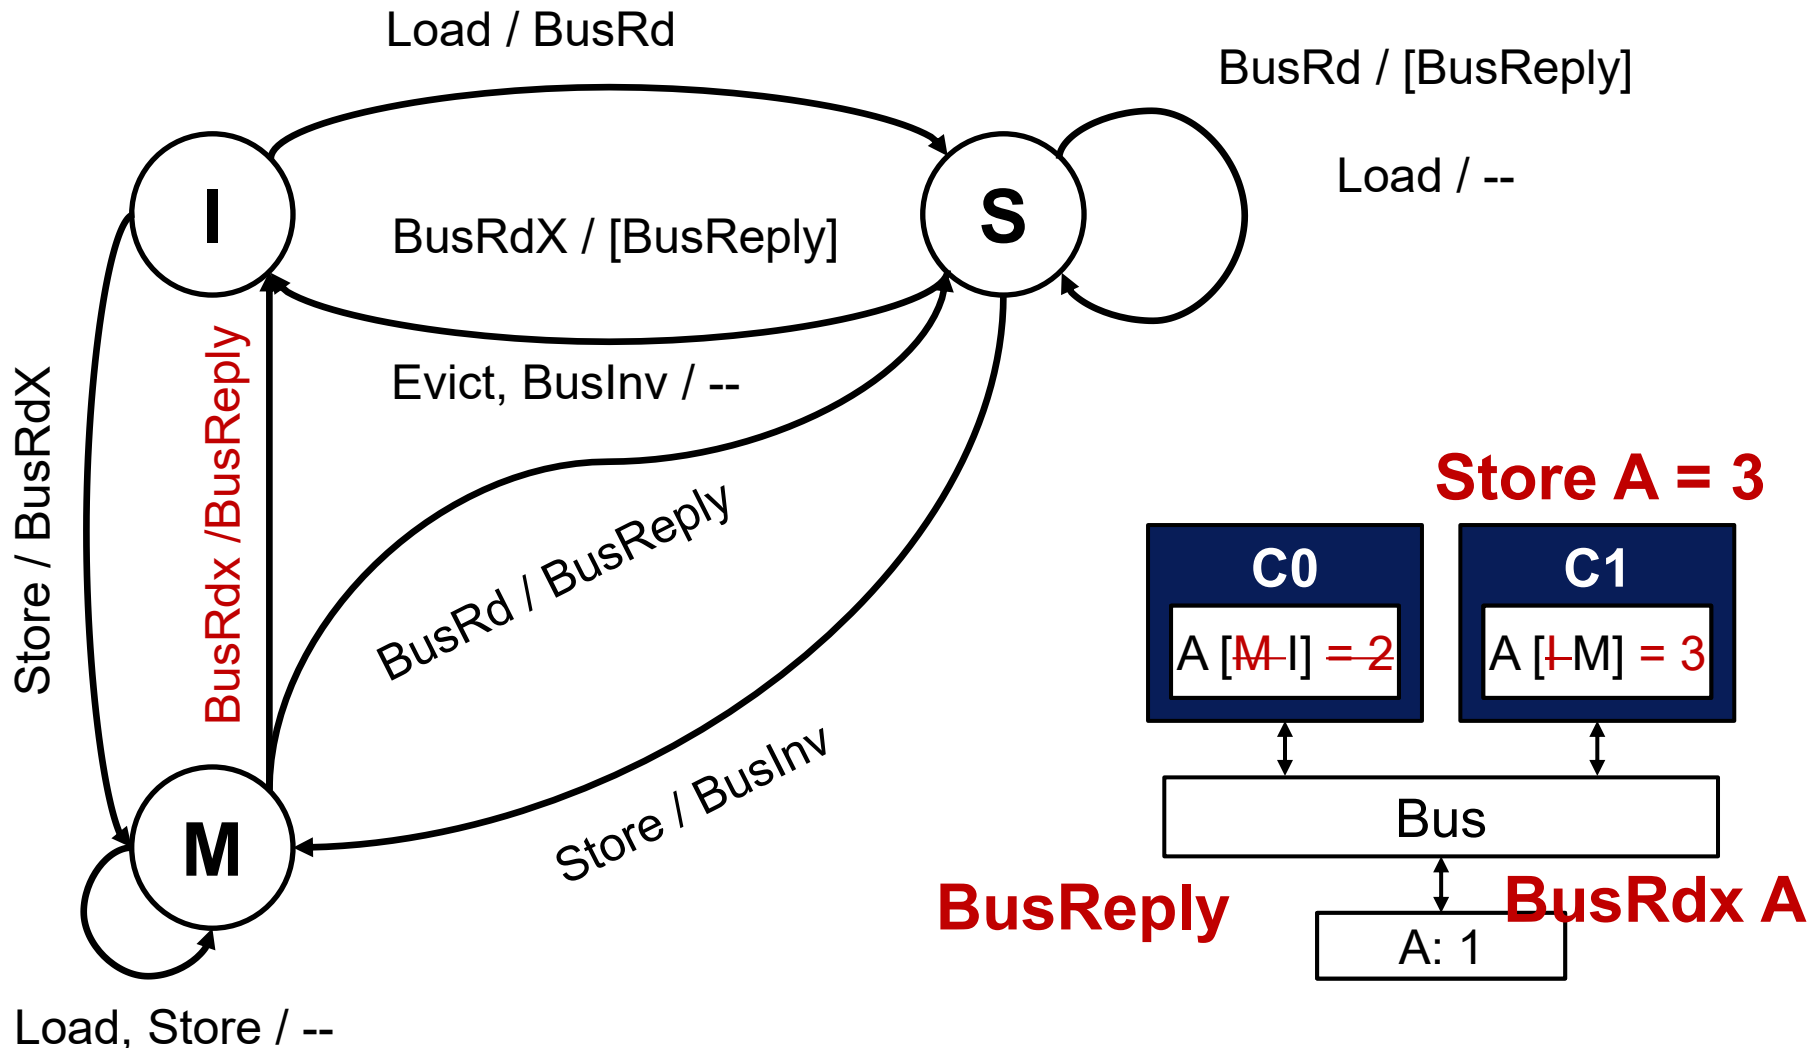 Load / BusRd
BusRd / [BusReply]
Load / --
I
S
BusRdX / [BusReply]
Evict, BusInv / --
Store / BusRdX
BusRdx /BusReply
BusRd / BusReply
Store / BusInv
M
Load, Store / --
Store A = 3
C0
C1
A [M I] = 2
A [I M] = 3
Bus
BusReply
BusRdx A
A: 1